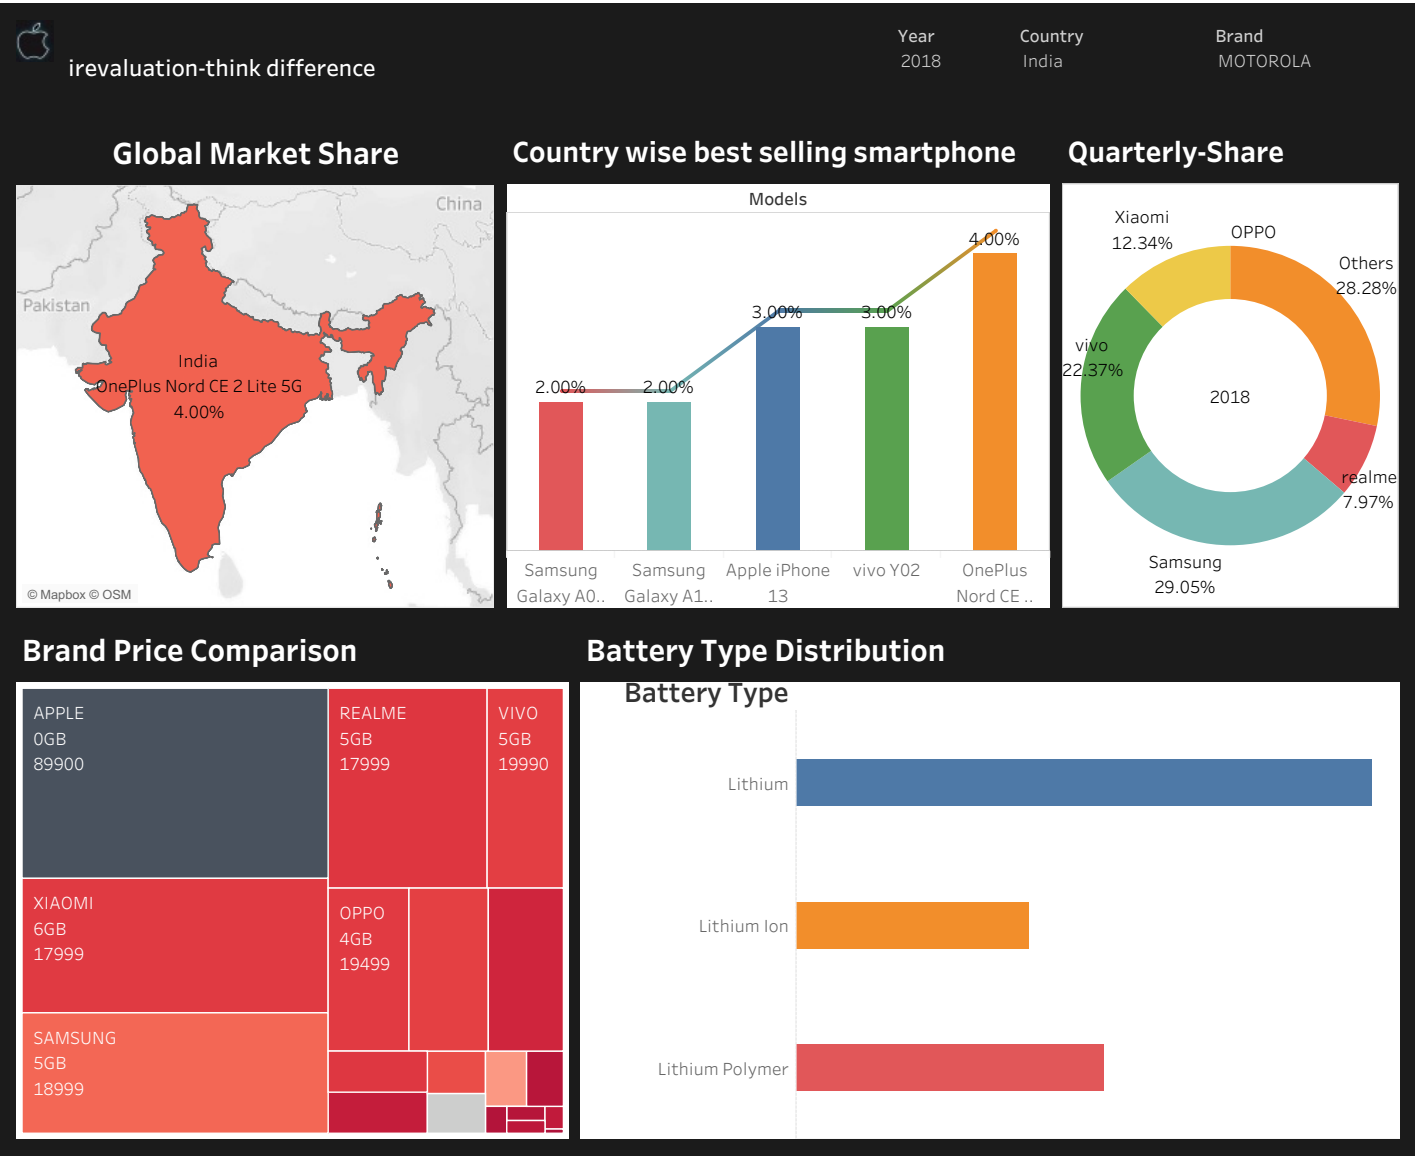 irevaluation-think difference
Year
2018
Country
India
Brand
MOTOROLA
Global Market Share
China
Pakistan
India
OnePlus Nord CE 2 Lite 5G
4.00%
© Mapbox © OSM
Country wise best selling smartphone
Models
2.00%
2.00%
3.00%
3.00%
4.00%
Samsung
Galaxy A0..
Samsung
Galaxy A1..
Apple iPhone
13
vivo Y02
OnePlus
Nord CE ..
Quarterly-Share
Xiaomi
12.34%
OPPO
Others
28.28%
vivo
22.37%
2018
realme
7.97%
Samsung
29.05%
Brand Price Comparison
APPLE
0GB
89900
REALME
5GB
17999
VIVO
5GB
19990
XIAOMI
6GB
17999
OPPO
4GB
19499
SAMSUNG
5GB
18999
Battery Type Distribution
Battery Type
Lithium
Lithium Ion
Lithium Polymer